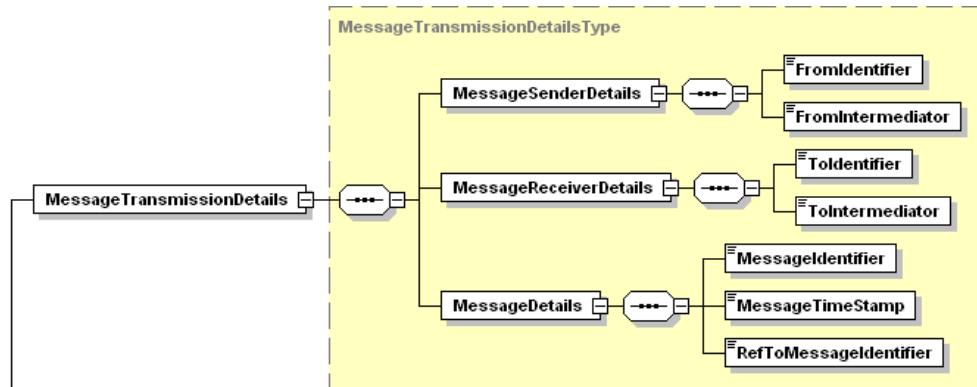 MessageTransmissionDetailsType
MessageSenderDetails
FromIdentifier
FromIntermediator
MessageTransmissionDetails
MessageReceiverDetails
ToIdentifier
ToIntermediator
MessageDetails
MessageIdentifier
MessageTimeStamp
RefToMessageIdentifier